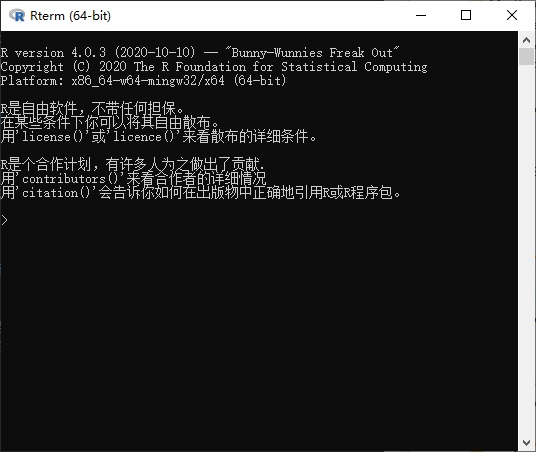 Rterm (64-bit)
R version 4.0.3 (2020-10-10) -- "Bunny-Wunnies Freak Out"
Copyright (C) 2020 The R Foundation for Statistical Computing
Platform: x86_64-w64-mingw32/x64 (64-bit)
R是自由软件，不带任何担保。
在某些条件下你可以将其自由散布。
用'license()'或'licence()'来看散布的详细条件。
R是个合作计划，有许多人为之做出了贡献.
用'contributors()'来看合作者的详细情况
用'citation()'会告诉你如何在出版物中正确地引用R或R程序包。
>